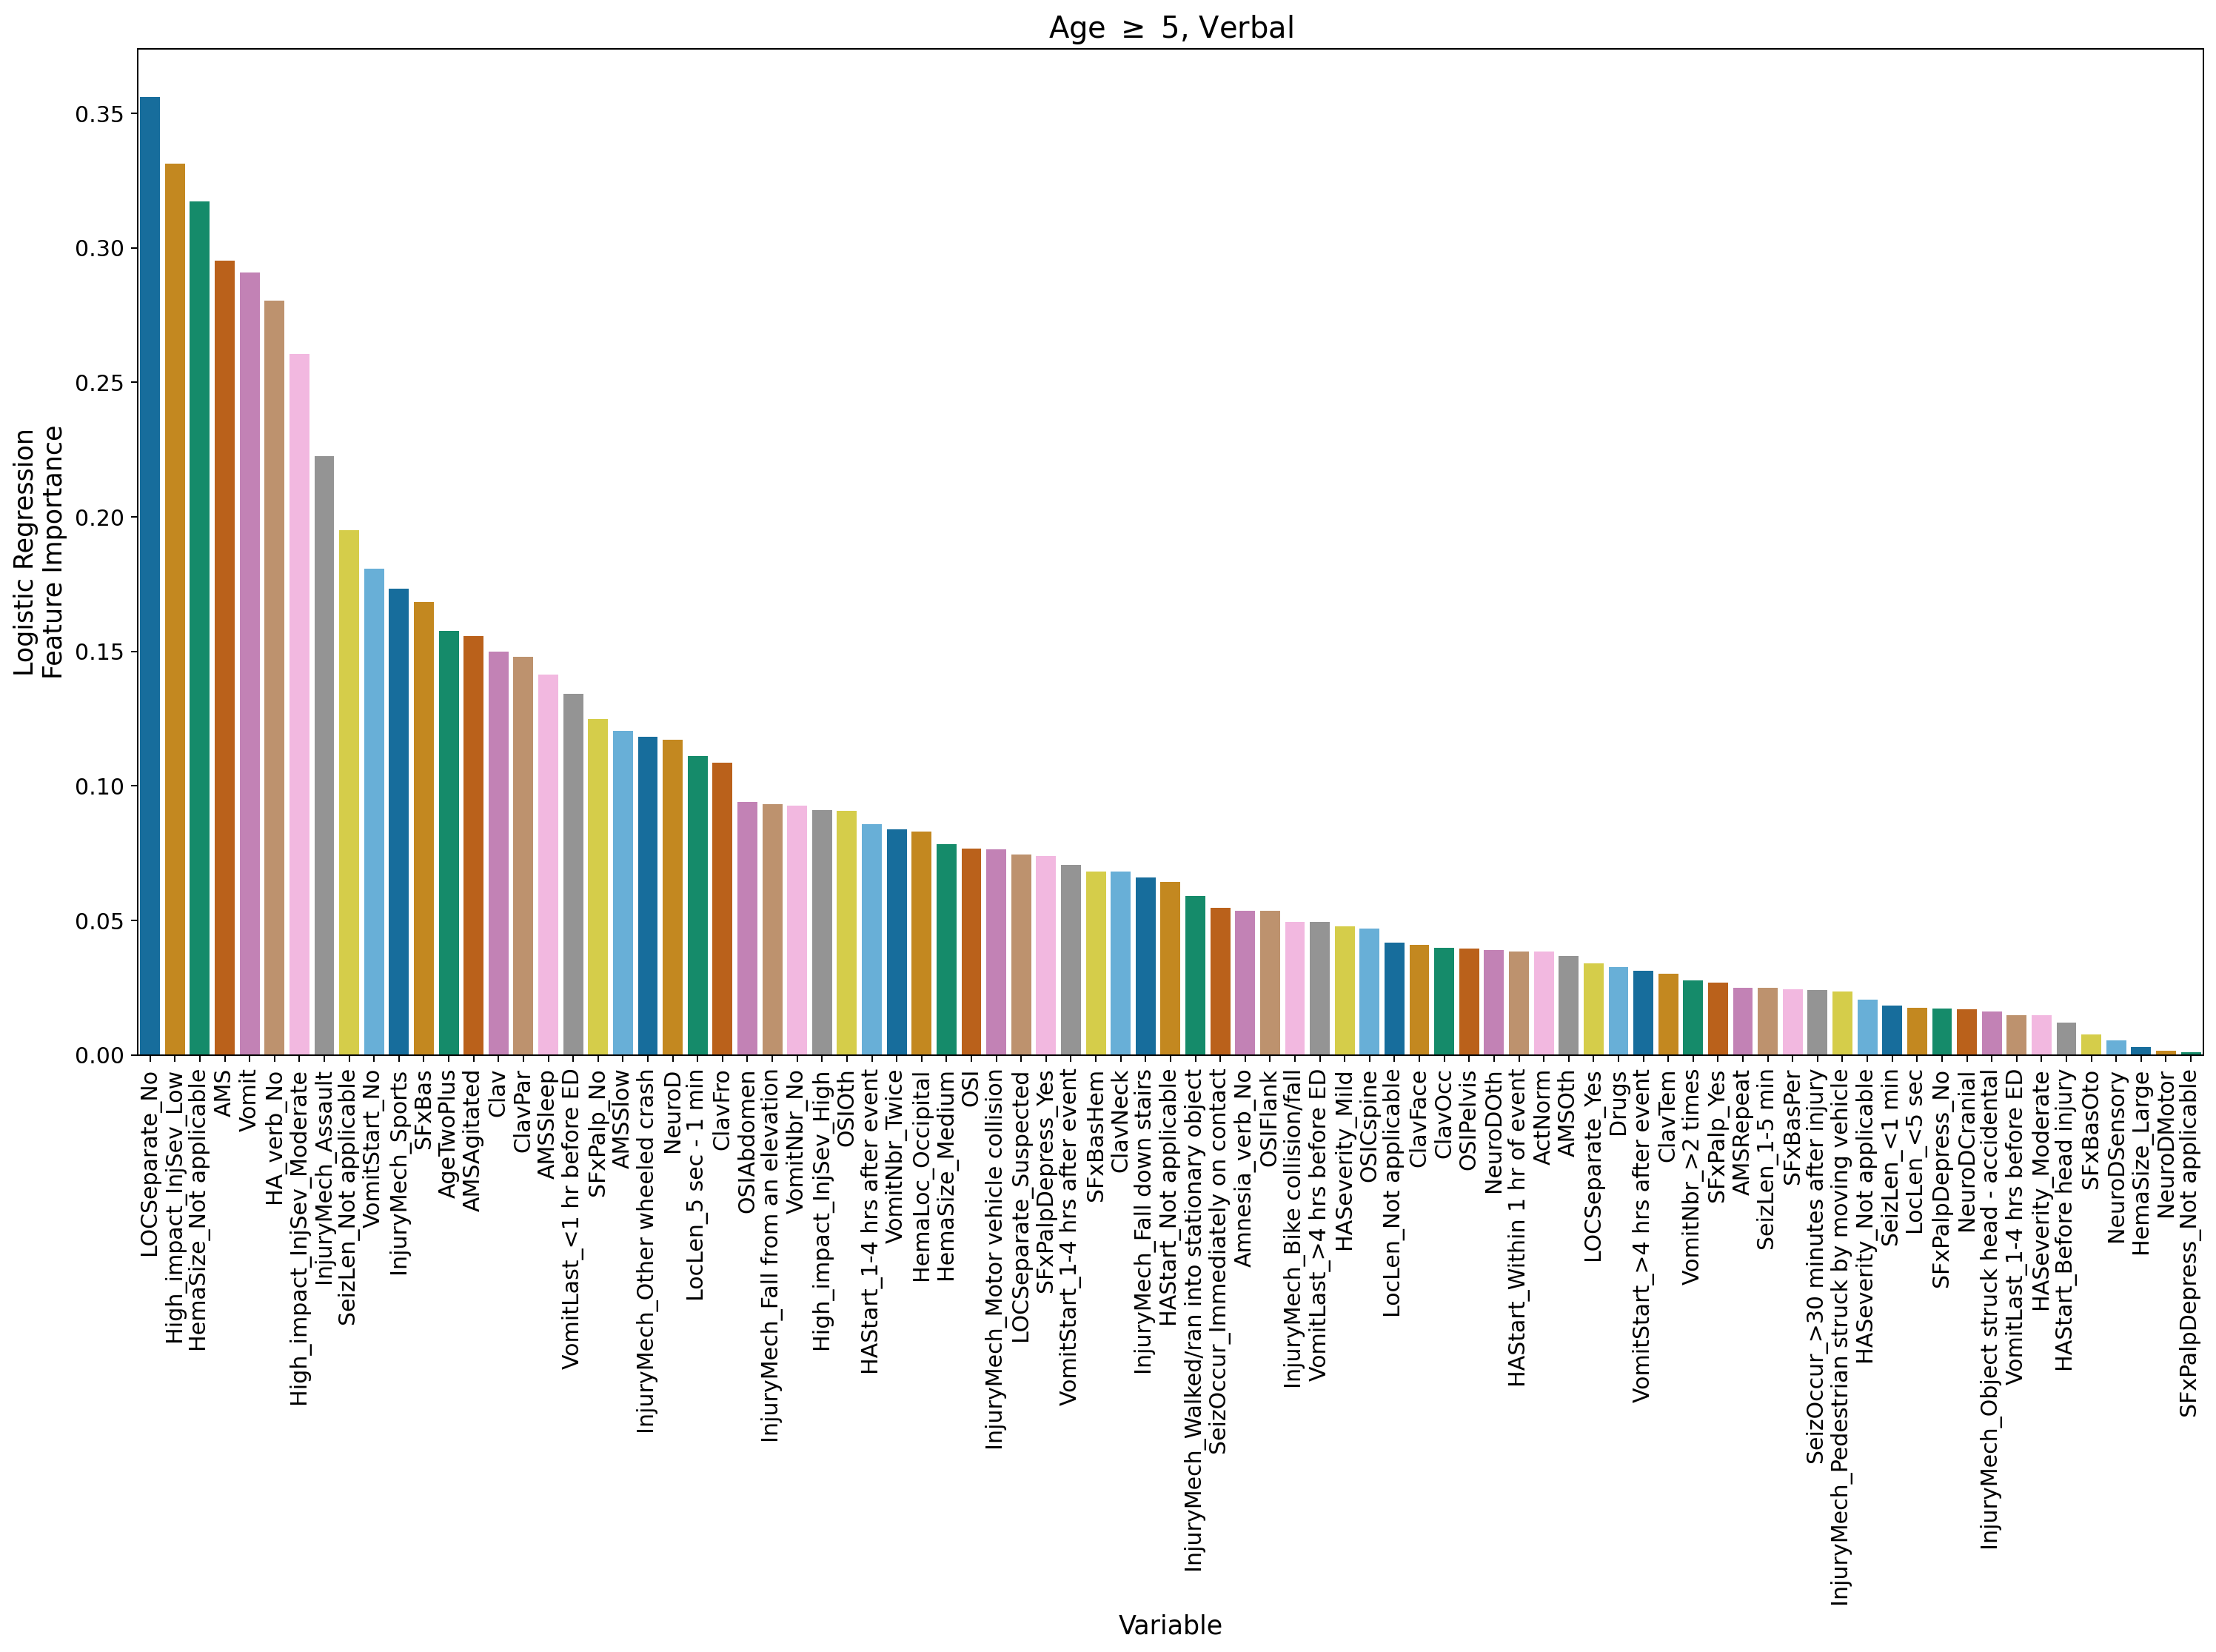 Age ≥ 5, Verbal
Logistic Regression
Feature Importance
0.35
0.30
0.25
0.20
0.15
0.10
0.05
0.00
LOCSeparate_No
High_impact_InjSev_Low
HemaSize_Not applicable
AMS
Vomit
HA_verb_No
High_impact_InjSev_Moderate
InjuryMech_Assault
SeizLen_Not applicable
VomitStart_No
InjuryMech_Sports
SFxBas
AgeTwoPlus
AMSAgitated
Clav
ClavPar
AMSSleep
VomitLast_<1 hr before ED
SFxPalp_No
AMSSlow
InjuryMech_Other wheeled crash
NeuroD
LocLen_5 sec - 1 min
ClavFro
OSIAbdomen
InjuryMech_Fall from an elevation
VomitNbr_No
High_impact_InjSev_High
OSIOth
HAStart_1-4 hrs after event
VomitNbr_Twice
HemaLoc_Occipital
HemaSize_Medium
OSI
InjuryMech_Motor vehicle collision
LOCSeparate_Suspected
SFxPalpDepress_Yes
VomitStart_1-4 hrs after event
SFxBasHem
ClavNeck
InjuryMech_Fall down stairs
HAStart_Not applicable
InjuryMech_Walked/ran into stationary object
SeizOccur_Immediately on contact
Amnesia_verb_No
OSIFlank
InjuryMech_Bike collision/fall
VomitLast_>4 hrs before ED
HASeverity_Mild
OSICspine
LocLen_Not applicable
ClavFace
ClavOcc
OSIPelvis
NeuroDOth
HAStart_Within 1 hr of event
ActNorm
AMSOth
LOCSeparate_Yes
Drugs
VomitStart_>4 hrs after event
ClavTem
VomitNbr_>2 times
SFxPalp_Yes
AMSRepeat
SeizLen_1-5 min
SFxBasPer
SeizOccur_>30 minutes after injury
InjuryMech_Pedestrian struck by moving vehicle
HASeverity_Not applicable
SeizLen_<1 min
LocLen_<5 sec
SFxPalpDepress_No
NeuroDCranial
InjuryMech_Object struck head - accidental
VomitLast_1-4 hrs before ED
HASeverity_Moderate
HAStart_Before head injury
SFxBasOto
NeuroDSensory
HemaSize_Large
NeuroDMotor
SFxPalpDepress_Not applicable
Variable